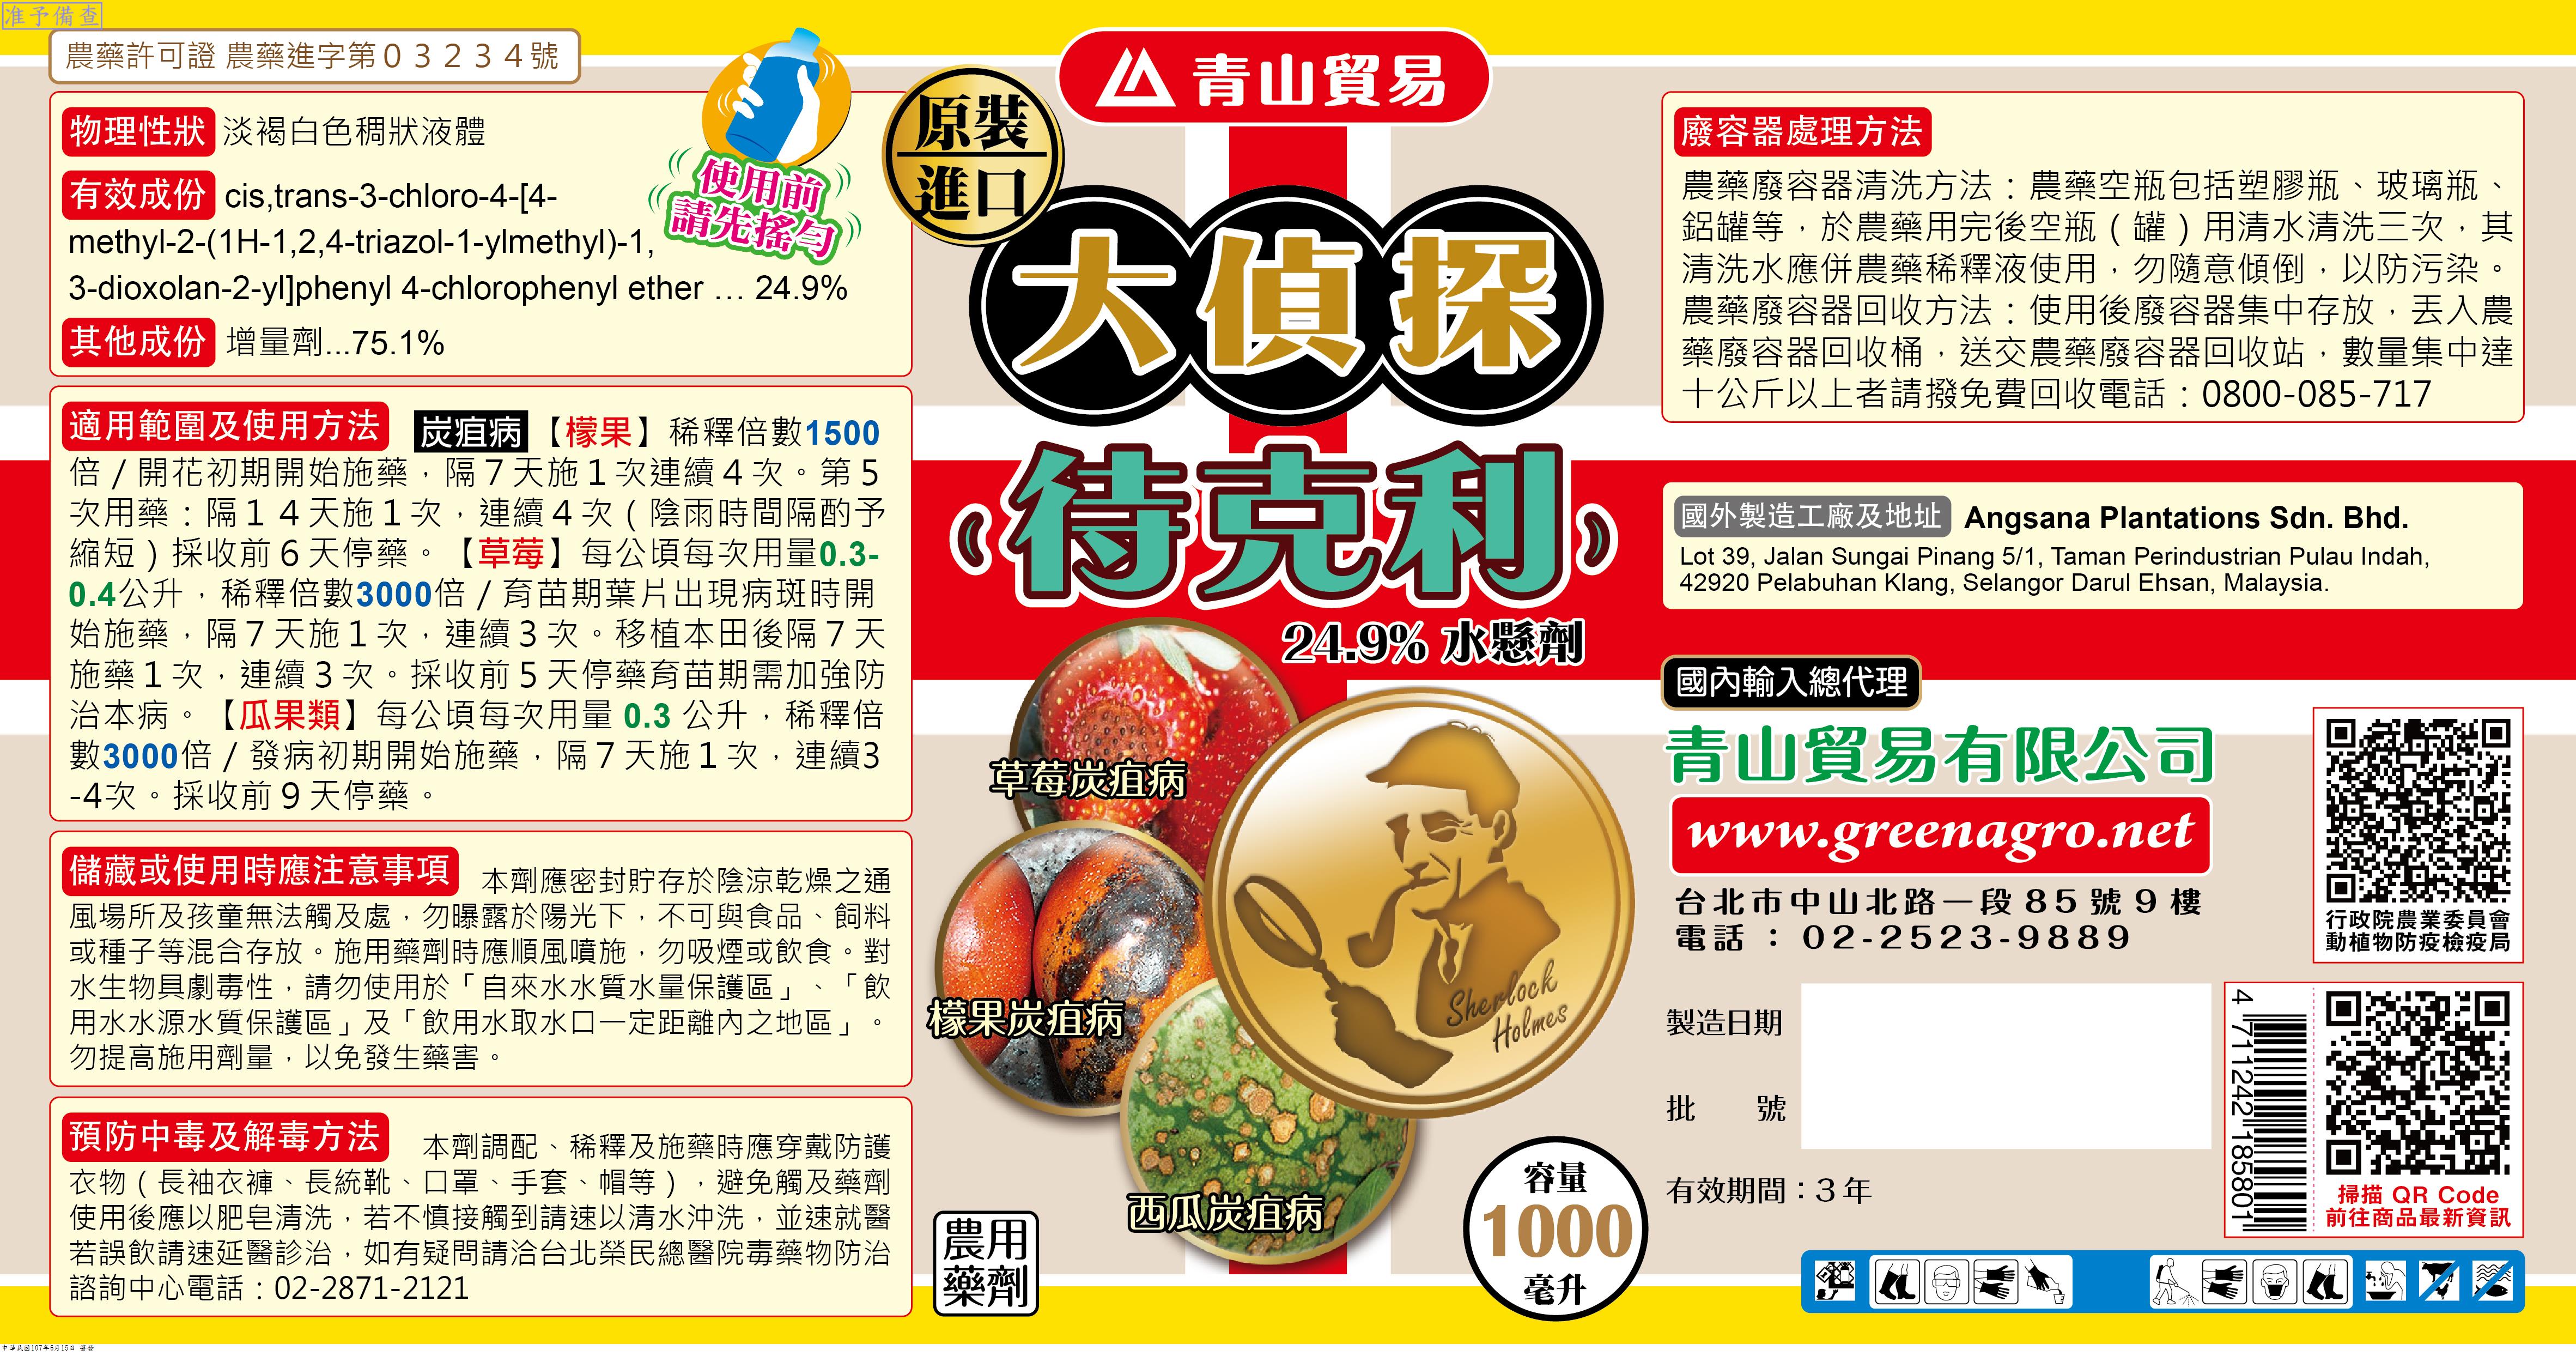 准予備查
農藥許可證 農藥進字第０３２３４號
物理性狀 淡褐白色稠狀液體
有效成份 cis,trans-3-chloro-4-[4-
methyl-2-(1H-1,2,4-triazol-1-ylmethyl)-1,
3-dioxolan-2-yl]phenyl 4-chlorophenyl ether … 24.9%
其他成份 增量劑...75.1%
使用前
請先搖勻
適用範圍及使用方法 炭疽病【檬果】稀釋倍數1500
倍 / 開花初期開始施藥，隔７天施１次連續４次。第５
次用藥：隔１４天施１次，連續４次（陰雨時間隔酌予
縮短）採收前６天停藥。【草莓】每公頃每次用量0.3-
0.4公升，稀釋倍數3000倍 / 育苗期葉片出現病斑時開
始施藥，隔７天施１次，連續３次。移植本田後隔７天
施藥１次，連續３次。採收前５天停藥育苗期需加強防
治本病。【瓜果類】每公頃每次用量 0.3 公升，稀釋倍
數3000倍 / 發病初期開始施藥，隔７天施１次，連續3
-4次。採收前９天停藥。
儲藏或使用時應注意事項 本劑應密封貯存於陰涼乾燥之通
風場所及孩童無法觸及處，勿曝露於陽光下，不可與食品、飼料
或種子等混合存放。施用藥劑時應順風噴施，勿吸煙或飲食。對
水生物具劇毒性，請勿使用於「自來水水質水量保護區」、「飲
用水水源水質保護區」及「飲用水取水口一定距離內之地區」。
勿提高施用劑量，以免發生藥害。
預防中毒及解毒方法 本劑調配、稀釋及施藥時應穿戴防護
衣物（長袖衣褲、長統靴、口罩、手套、帽等），避免觸及藥劑
使用後應以肥皂清洗，若不慎接觸到請速以清水沖洗，並速就醫
若誤飲請速延醫診治，如有疑問請洽台北榮民總醫院毒藥物防治
諮詢中心電話：02-2871-2121
青山貿易
原裝
進口
大偵探
待克利
24.9% 水懸劑
草莓炭疽病
檬果炭疽病
西瓜炭疽病
Sherlock
Holmes
農用
藥劑
容量
1000
毫升
廢容器處理方法
農藥廢容器清洗方法：農藥空瓶包括塑膠瓶、玻璃瓶、
鋁罐等，於農藥用完後空瓶（罐）用清水清洗三次，其
清洗水應併農藥稀釋液使用，勿隨意傾倒，以防污染。
農藥廢容器回收方法：使用後廢容器集中存放，丟入農
藥廢容器回收桶，送交農藥廢容器回收站，數量集中達
十公斤以上者請撥免費回收電話：0800-085-717
國外製造工廠及地址 Angsana Plantations Sdn. Bhd.
Lot 39, Jalan Sungai Pinang 5/1, Taman Perindustrian Pulau Indah,
42920 Pelabuhan Klang, Selangor Darul Ehsan, Malaysia.
國內輸入總代理
青山貿易有限公司
www.greenagro.net
台北市中山北路一段85號9樓
電話：02-2523-9889
行政院農業委員會
動植物防疫檢疫局
製造日期
批　號
有效期間：3年
4 711242 185801
掃描 QR Code
前往商品最新資訊
中華民國107年6月15日 簽發